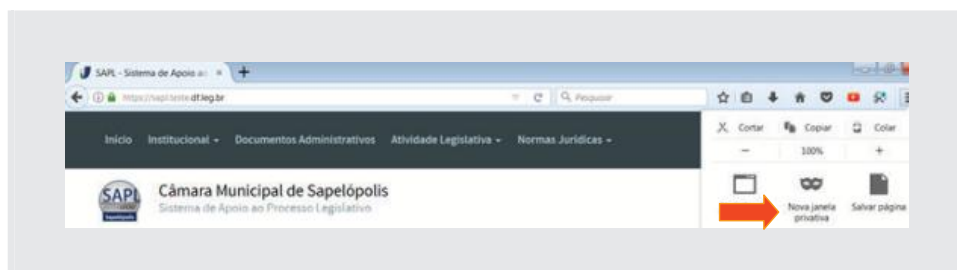 SAPL - Sistema de Apoio ao
https://sapl.teste.df.leg.br
Pesquisar
Início Institucional Documentos Administrativos Atividade Legislativa Normas Jurídicas
Cortar Copiar Colar
− 100% +
SAPL
Câmara Municipal de Sapelópolis
Sistema de Apoio ao Processo Legislativo
Nova janela privativa
Salvar página